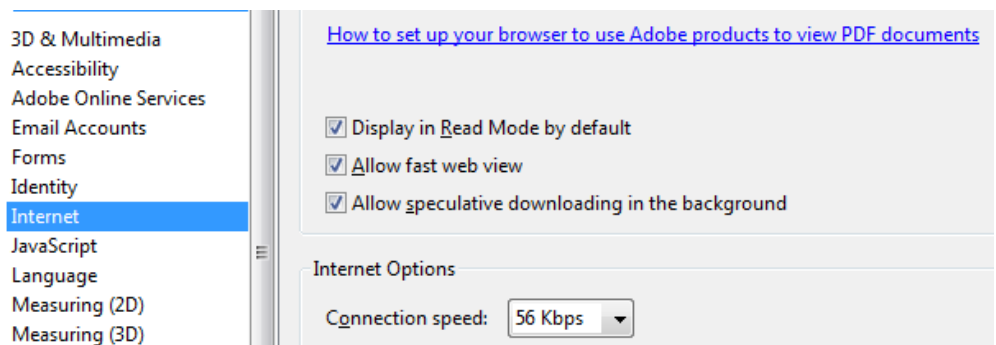 3D & Multimedia
Accessibility
Adobe Online Services
Email Accounts
Forms
Identity
Internet
JavaScript
Language
Measuring (2D)
Measuring (3D)
How to set up your browser to use Adobe products to view PDF documents
Display in Read Mode by default
Allow fast web view
Allow speculative downloading in the background
Internet Options
Connection speed: 56 Kbps